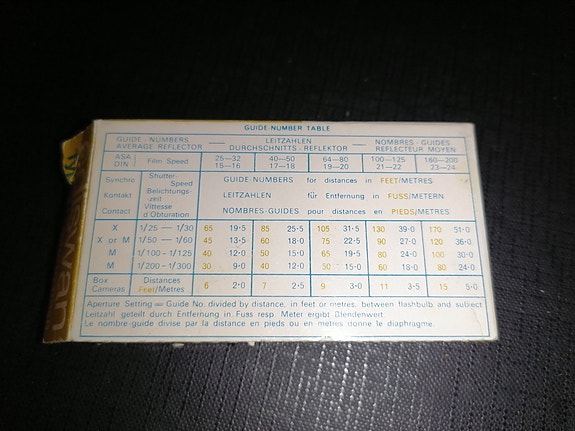 GUIDE NUMBER TABLE
GUIDE-NUMBERS — LEITZAHLEN — NOMBRES-GUIDES
AVERAGE REFLECTOR DURCHSCHNITTS-REFLEKTOR REFLECTEUR MOYEN
ASA DIN Film Speed 25—32 15—16 40—50 17—18 64—80 19—20 100—125 21—22 160—200 23—24
Synchro Shutter-Speed GUIDE-NUMBERS for distances in FEET/METRES
Kontakt Belichtungs-zeit LEITZAHLEN für Entfernung in FUSS/METERN
Contact Vittesse d'Obturation NOMBRES-GUIDES pour distances en PIEDS/METRES
X 1/25 — 1/30 65 19·5 85 25·5 105 31·5 130 39·0 170 51·0
X or M 1/50 — 1/60 45 13·5 60 18·0 75 22·5 90 27·0 120 36·0
M 1/100 - 1/125 40 12·0 50 15·0 65 19·5 80 24·0 100 30·0
M 1/200 - 1/300 30 9·0 40 12·0 50 15·0 60 18·0 80 24·0
Box Cameras Distances Feet/Metres 6 2·0 7 2·5 9 3·0 11 3·5 15 5·0
Aperture Setting = Guide No. divided by distance, in feet or metres, between flashbulb and subject
Leitzahl geteilt durch Entfernung in Fuss resp. Meter ergibt Blendenwert.
Le nombre-guide divise par la distance en pieds ou en metres donne le diaphragme.